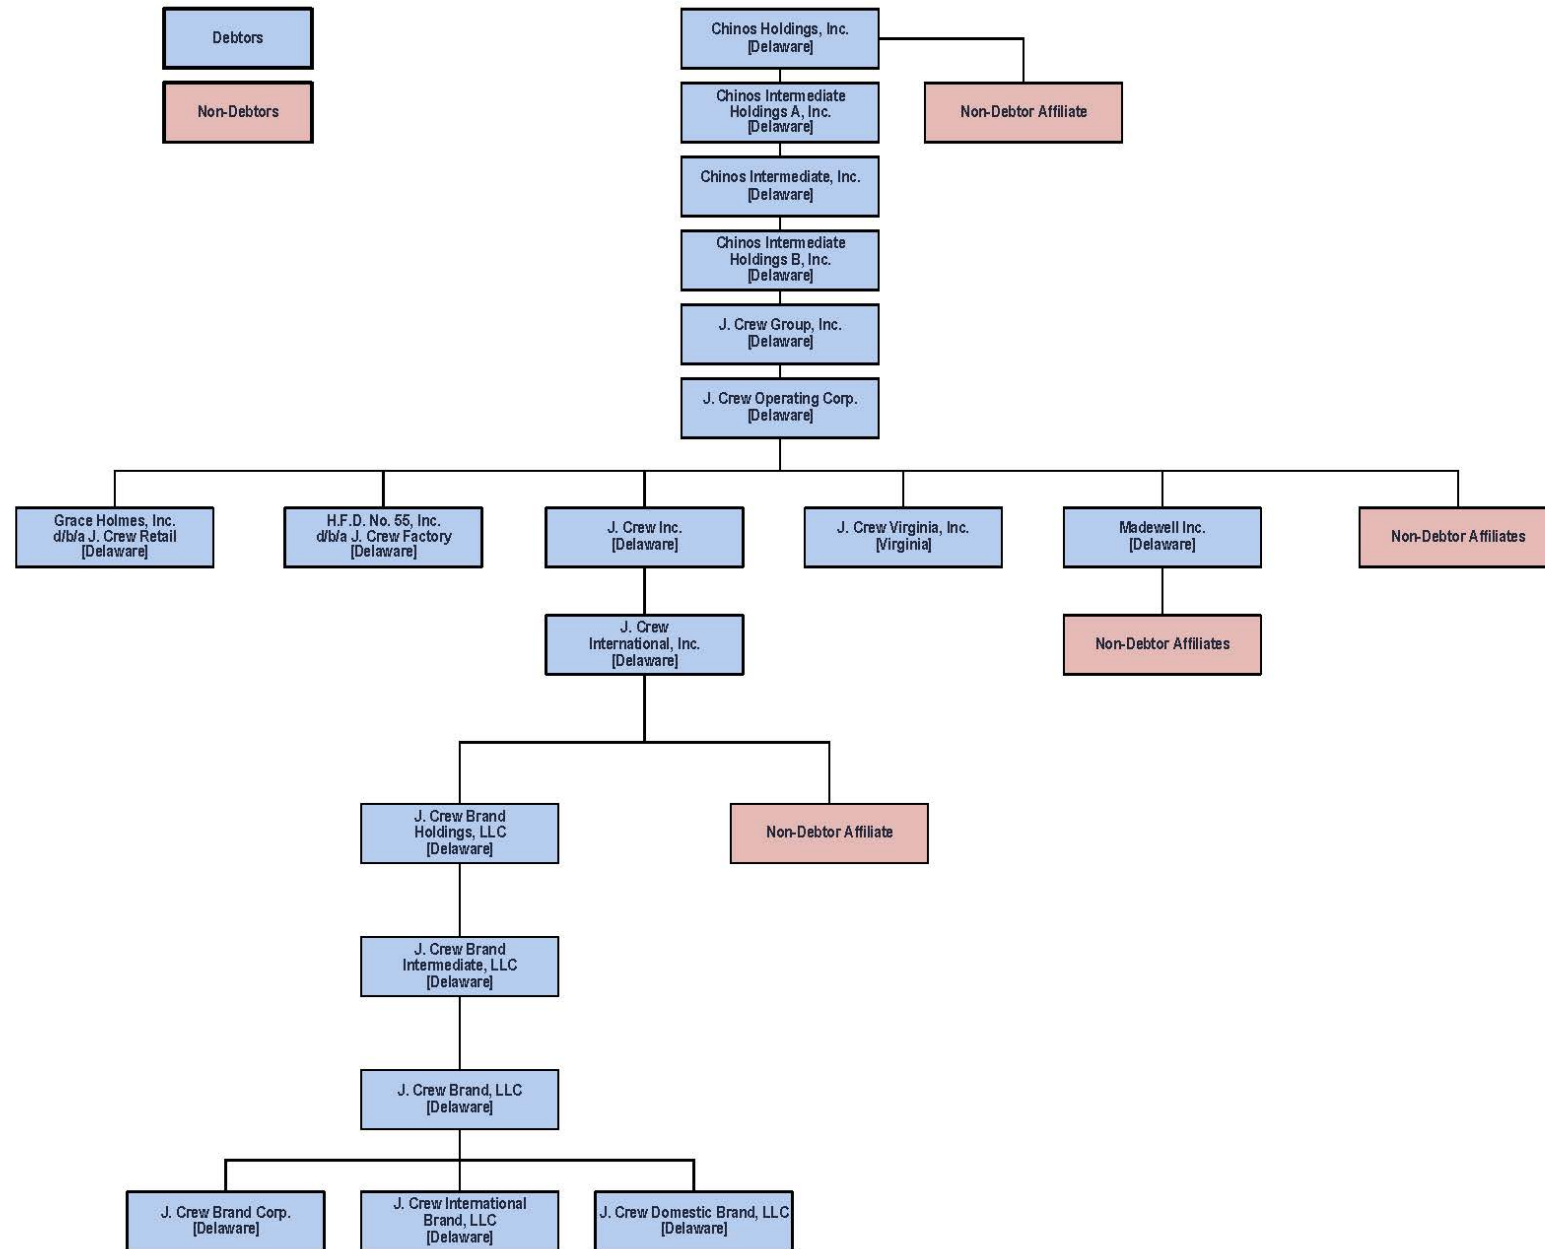 Debtors
Non-Debtors
Chinos Holdings, Inc.
[Delaware]
Chinos Intermediate
Holdings A, Inc.
[Delaware]
Non-Debtor Affiliate
Chinos Intermediate, Inc.
[Delaware]
Chinos Intermediate
Holdings B, Inc.
[Delaware]
J. Crew Group, Inc.
[Delaware]
J. Crew Operating Corp.
[Delaware]
Grace Holmes, Inc.
d/b/a J. Crew Retail
[Delaware]
H.F.D. No. 55, Inc.
d/b/a J. Crew Factory
[Delaware]
J. Crew Inc.
[Delaware]
J. Crew Virginia, Inc.
[Virginia]
Madewell Inc.
[Delaware]
Non-Debtor Affiliates
J. Crew
International, Inc.
[Delaware]
Non-Debtor Affiliates
J. Crew Brand
Holdings, LLC
[Delaware]
Non-Debtor Affiliate
J. Crew Brand
Intermediate, LLC
[Delaware]
J. Crew Brand, LLC
[Delaware]
J. Crew Brand Corp.
[Delaware]
J. Crew International
Brand, LLC
[Delaware]
J. Crew Domestic Brand, LLC
[Delaware]